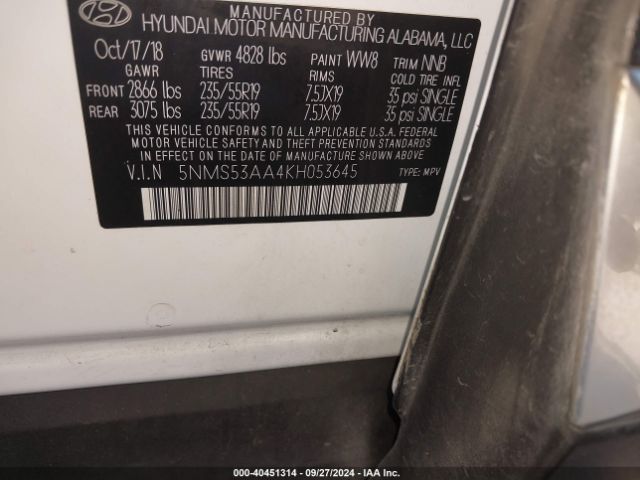 MANUFACTURED BY
HYUNDAI MOTOR MANUFACTURING ALABAMA, LLC
Oct/17/18 GVWR 4828 lbs PAINT WW8 TRIM NNB
GAWR TIRES RIMS COLD TIRE INFL
FRONT 2866 lbs 235/55R19 7.5JX19 35 psi SINGLE
REAR 3075 lbs 235/55R19 7.5JX19 35 psi SINGLE
THIS VEHICLE CONFORMS TO ALL APPLICABLE U.S.A. FEDERAL
MOTOR VEHICLE SAFETY, BUMPER, AND THEFT
PREVENTION STANDARDS IN EFFECT ON THE DATE OF
MANUFACTURE SHOWN ABOVE.
V.I.N 5NMS53AA4KH053645 TYPE: MPV
000-40451314 - 09/27/2024 - IAA Inc.